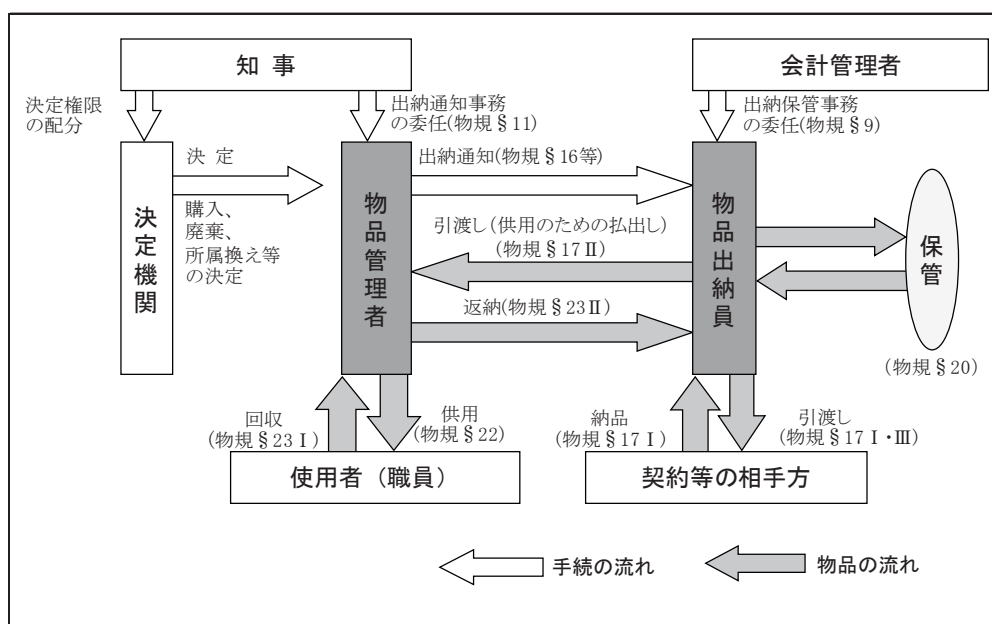 知 事
会計管理者
決定権限
の配分
出納通知事務
の委任(物規§11)
出納保管事務
の委任(物規§9)
決定機関
決 定
購入、
廃棄、
所属換え等
の決定
物品管理者
出納通知(物規§16等)
引渡し(供用のための払出し)
(物規§17Ⅱ)
返納(物規§23Ⅱ)
物品出納員
保管
(物規§20)
回収
(物規§23Ⅰ)
供用
(物規§22)
納品
(物規§17Ⅰ)
引渡し
(物規§17Ⅰ・Ⅲ)
使用者(職員)
契約等の相手方
手続の流れ
物品の流れ